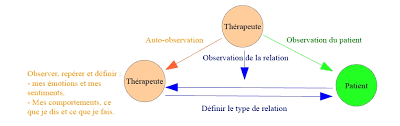 Thérapeute
Auto-observation
Observation du patient
Observation de la relation
Observer, repérer et définir :
- mes émotions et mes
sentiments.
- Mes comportements, ce
que je dis et ce que je fais.
Thérapeute
Patient
Définir le type de relation